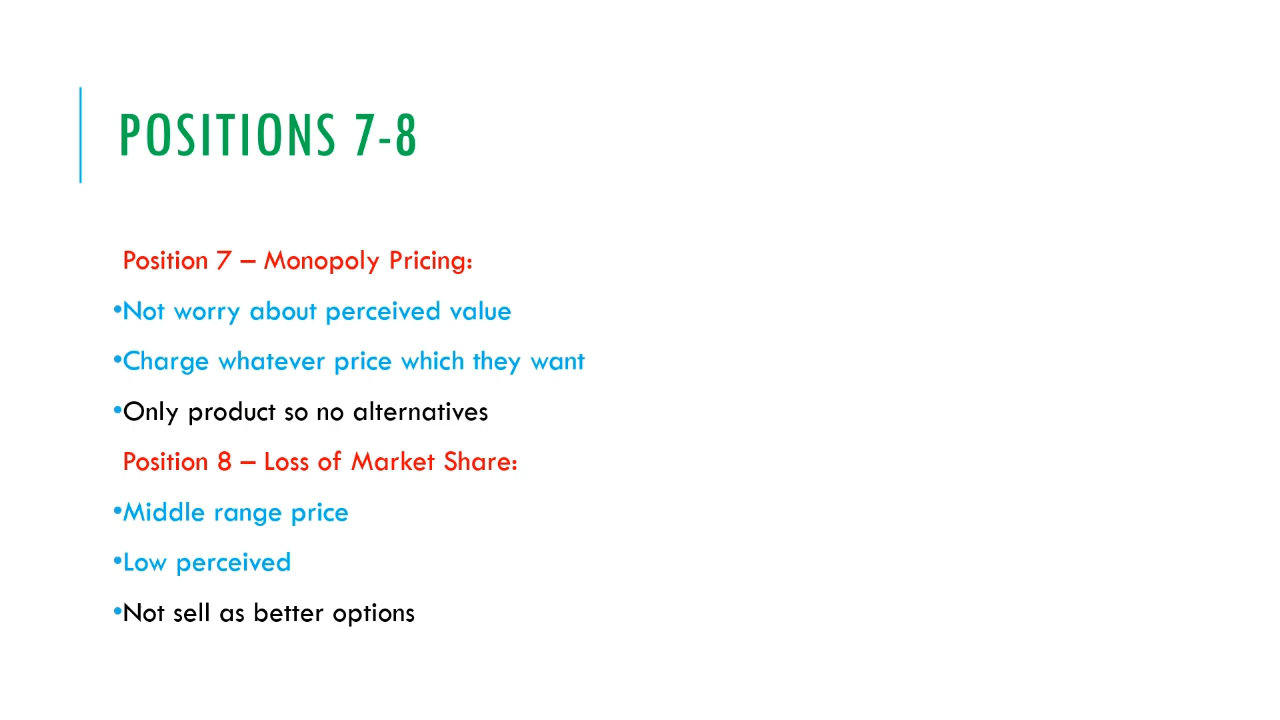 POSITIONS 7-8
Position 7 – Monopoly Pricing:
•Not worry about perceived value
•Charge whatever price which they want
•Only product so no alternatives
Position 8 – Loss of Market Share:
•Middle range price
•Low perceived
•Not sell as better options